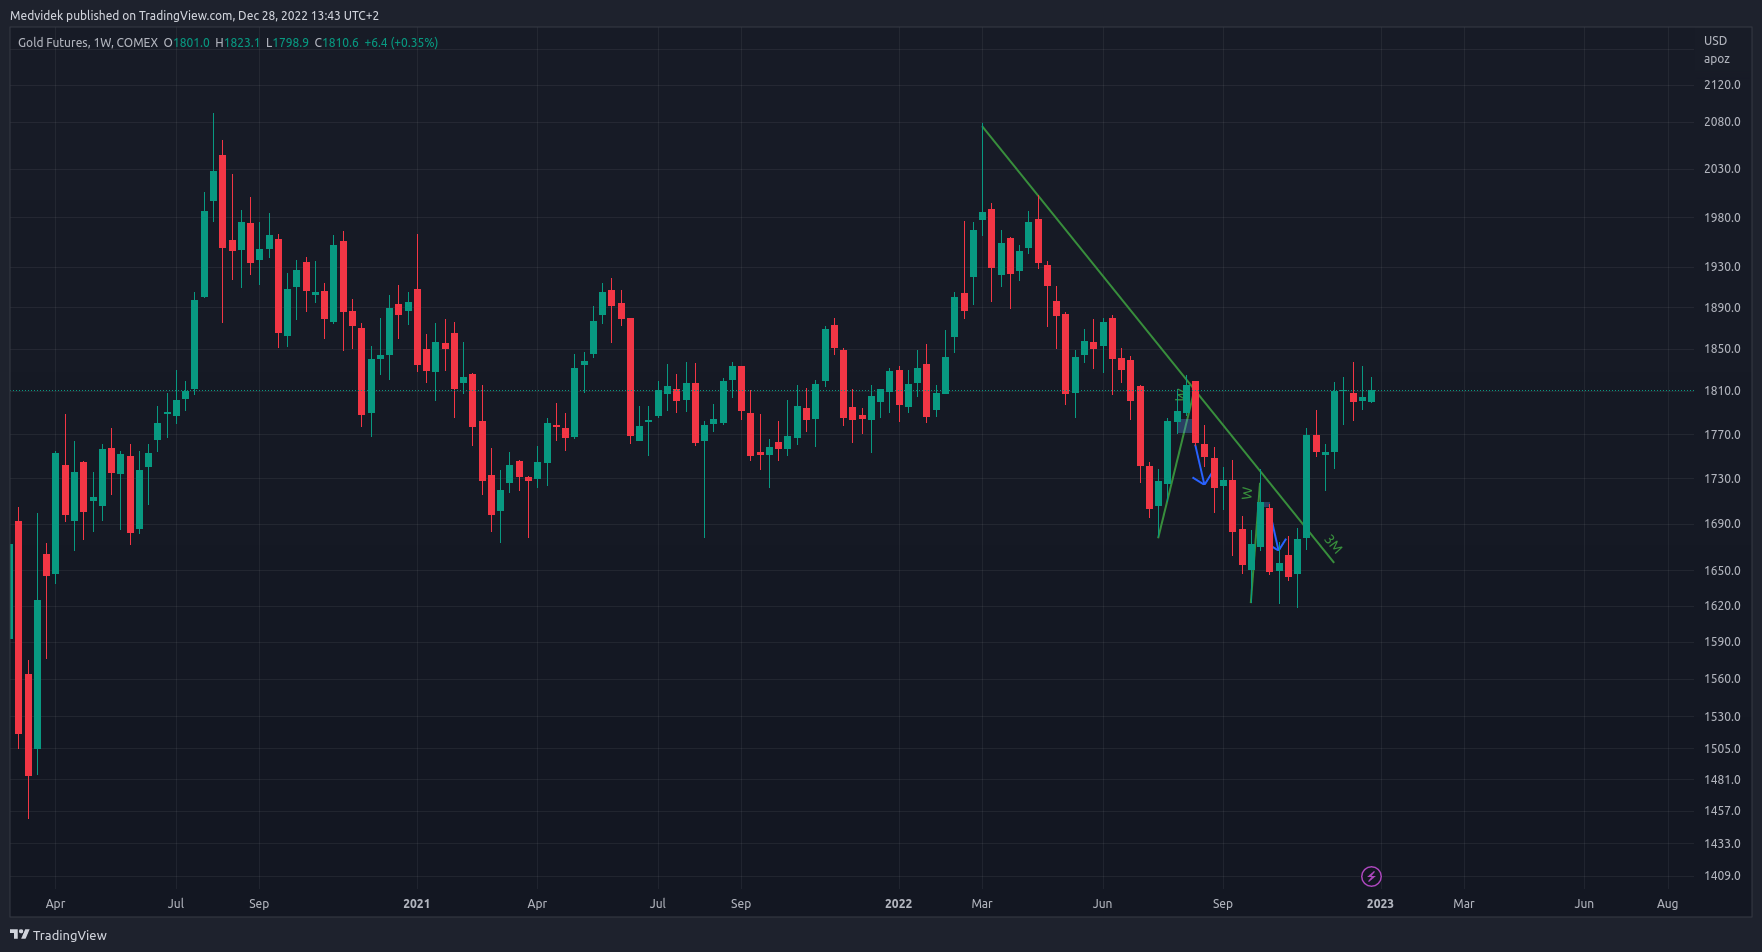 Medvidek published on TradingView.com, Dec 28, 2022 13:43 UTC+2
Gold Futures, 1W, COMEX O1801.0 H1823.1 L1798.9 C1810.6 +6.4 (+0.35%)
USD
apoz
2120.0
2080.0
2030.0
1980.0
1930.0
1890.0
1850.0
1810.0
1770.0
1730.0
1690.0
1650.0
1620.0
1590.0
1560.0
1530.0
1505.0
1481.0
1457.0
1433.0
1409.0
W
W
3M
Apr Jul Sep 2021 Apr Jul Sep 2022 Mar Jun Sep 2023 Mar Jun Aug
TradingView